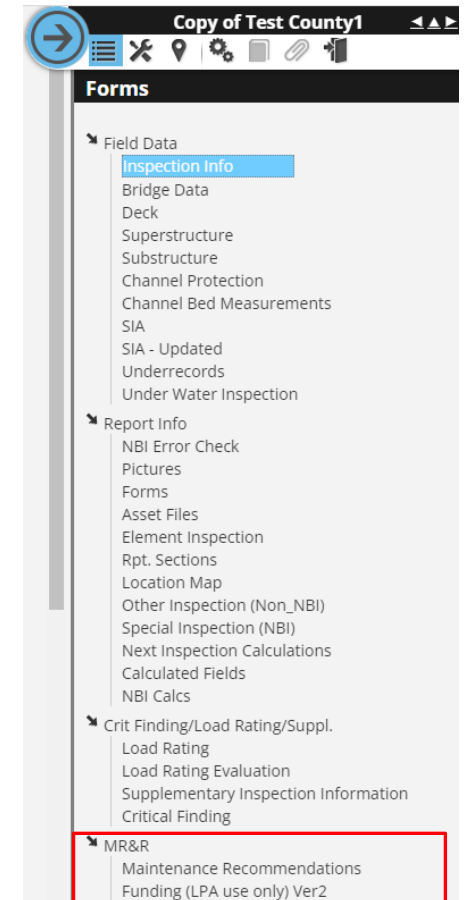 Copy of Test County1
Forms
Field Data
Inspection Info
Bridge Data
Deck
Superstructure
Substructure
Channel Protection
Channel Bed Measurements
SIA
SIA - Updated
Underrecords
Under Water Inspection
Report Info
NBI Error Check
Pictures
Forms
Asset Files
Element Inspection
Rpt. Sections
Location Map
Other Inspection (Non_NBI)
Special Inspection (NBI)
Next Inspection Calculations
Calculated Fields
NBI Calcs
Crit Finding/Load Rating/Suppl.
Load Rating
Load Rating Evaluation
Supplementary Inspection Information
Critical Finding
MR&R
Maintenance Recommendations
Funding (LPA use only) Ver2